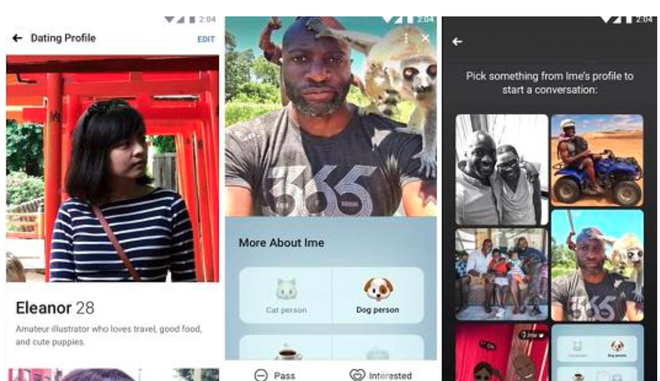 2:04
Dating Profile
EDIT
Eleanor 28
Amateur illustrator who loves travel, good food,
and cute puppies.
2:04
365
More About Ime
Cat person
Dog person
Pass
Interested
2:04
Pick something from Ime's profile to
start a conversation: